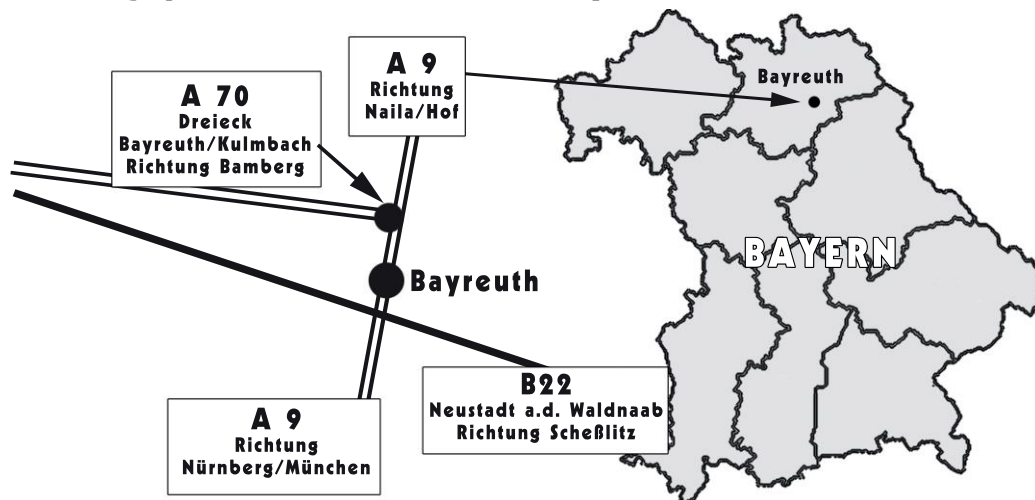 A 9
Richtung
Naila/Hof
A 70
Dreieck
Bayreuth/Kulmbach
Richtung Bamberg
Bayreuth
BAYERN
Bayreuth
B22
Neustadt a.d. Waldnaab
Richtung Scheßlitz
A 9
Richtung
Nürnberg/München